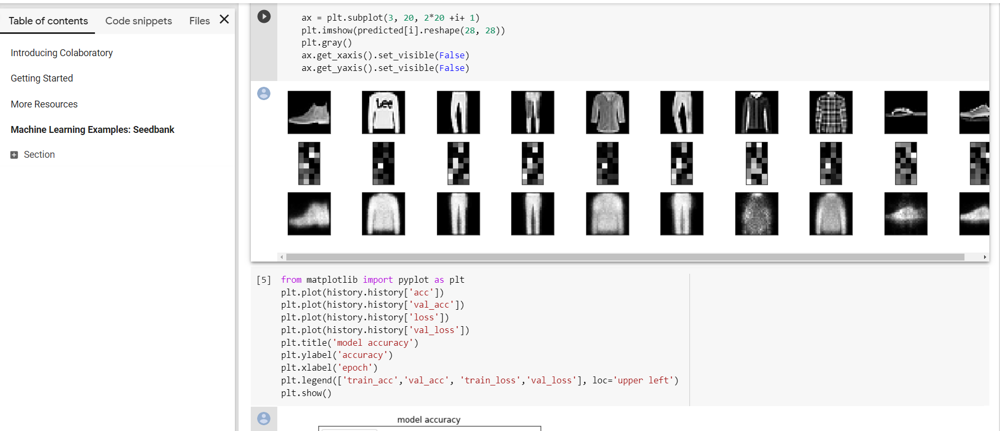 Table of contents Code snippets Files
Introducing Colaboratory
Getting Started
More Resources
Machine Learning Examples: Seedbank
Section
ax = plt.subplot(3, 20, 2*20 +i+ 1)
plt.imshow(predicted[i].reshape(28, 28))
plt.gray()
ax.get_xaxis().set_visible(False)
ax.get_yaxis().set_visible(False)
Lee
[5] from matplotlib import pyplot as plt
plt.plot(history.history['acc'])
plt.plot(history.history['val_acc'])
plt.plot(history.history['loss'])
plt.plot(history.history['val_loss'])
plt.title('model accuracy')
plt.ylabel('accuracy')
plt.xlabel('epoch')
plt.legend(['train_acc','val_acc', 'train_loss','val_loss'], loc='upper left')
plt.show()
model accuracy